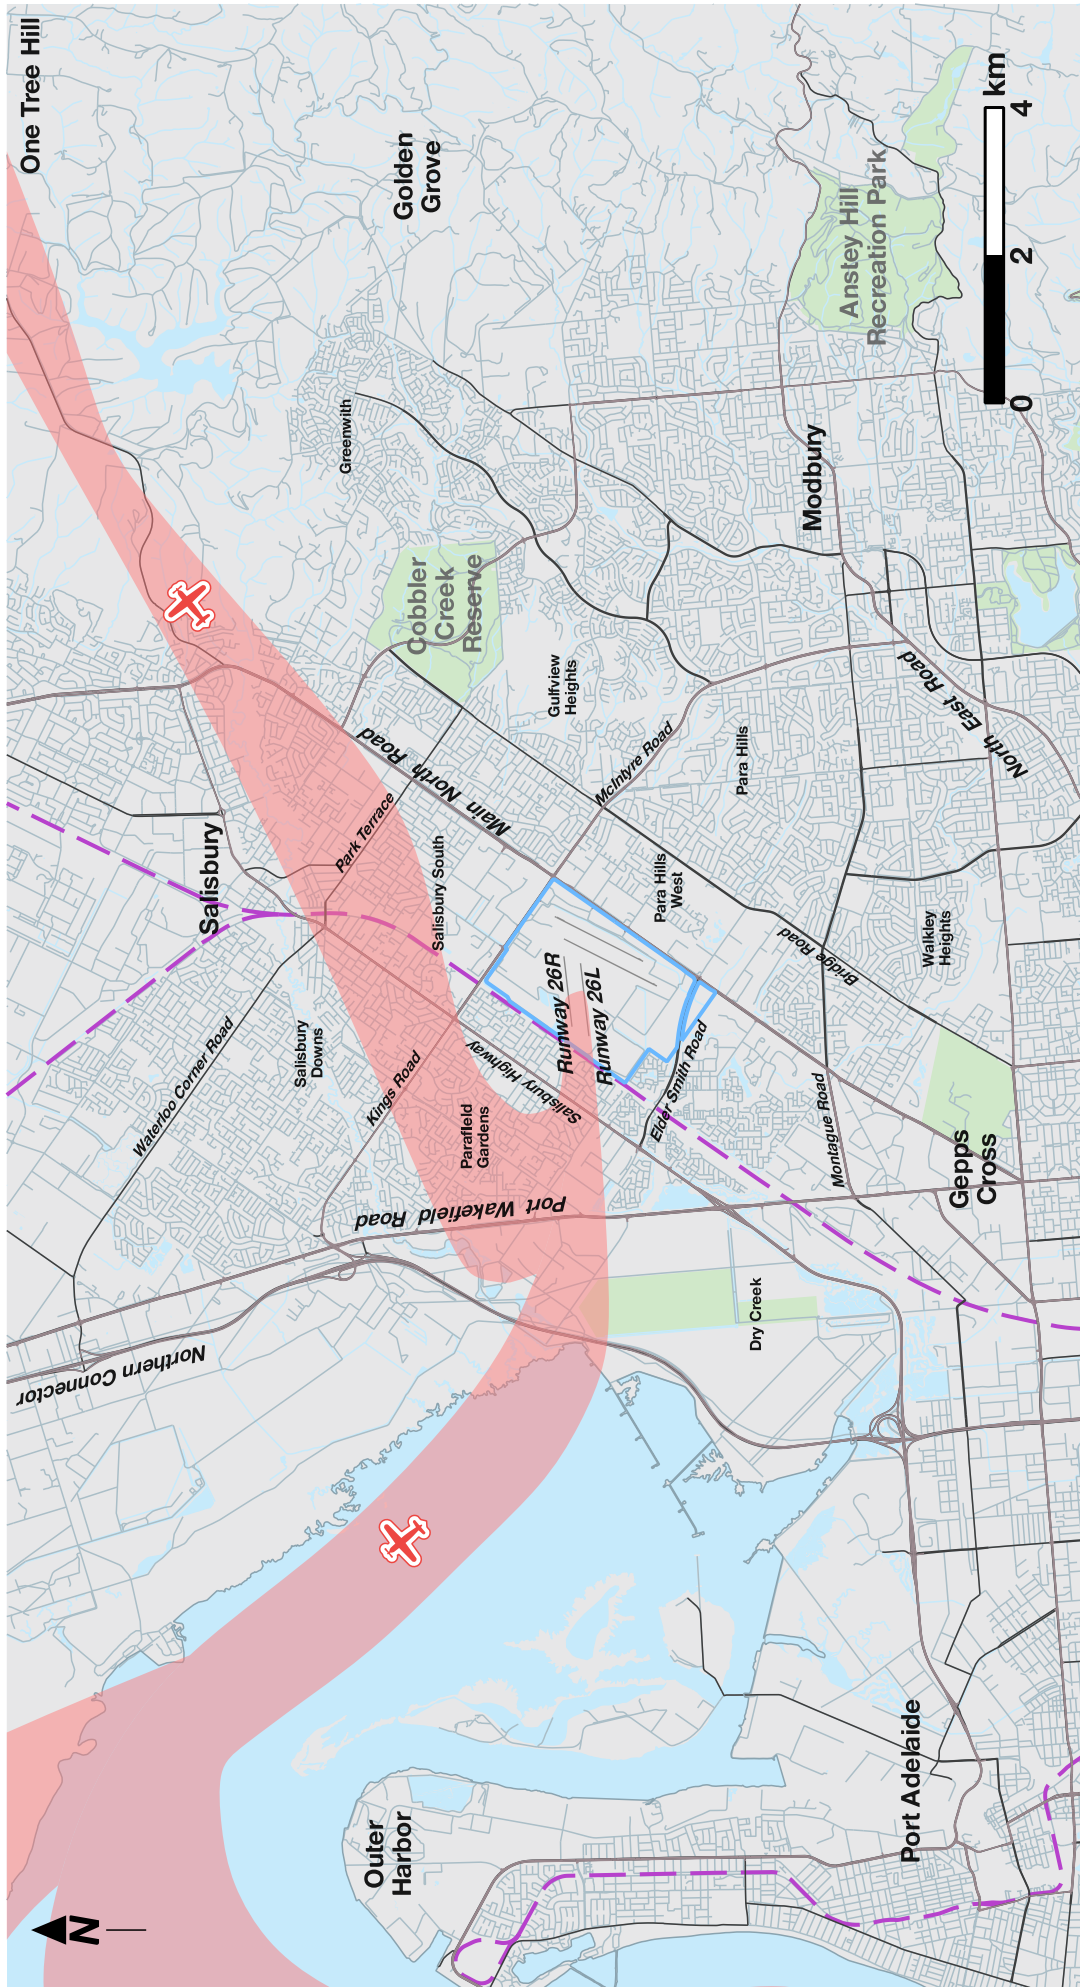 One Tree Hill
Golden
Grove
Anstey Hill
Recreation Park
km
4
2
0
Greenwith
Modbury
Cobbler
Creek
Reserve
Gulfview
Heights
North East Road
McIntyre Road
Para Hills
Main North Road
Park Terrace
Salisbury
Salisbury South
Para Hills
West
Walkley
Heights
Bridge Road
Runway 26R
Runway 26L
Waterloo Corner Road
Salisbury
Downs
Kings Road
Salisbury Highway
Elder Smith Road
Parafield
Gardens
Montague Road
Gepps
Cross
Port Wakefield Road
Dry Creek
Northern Connector
Port Adelaide
Outer
Harbor
N